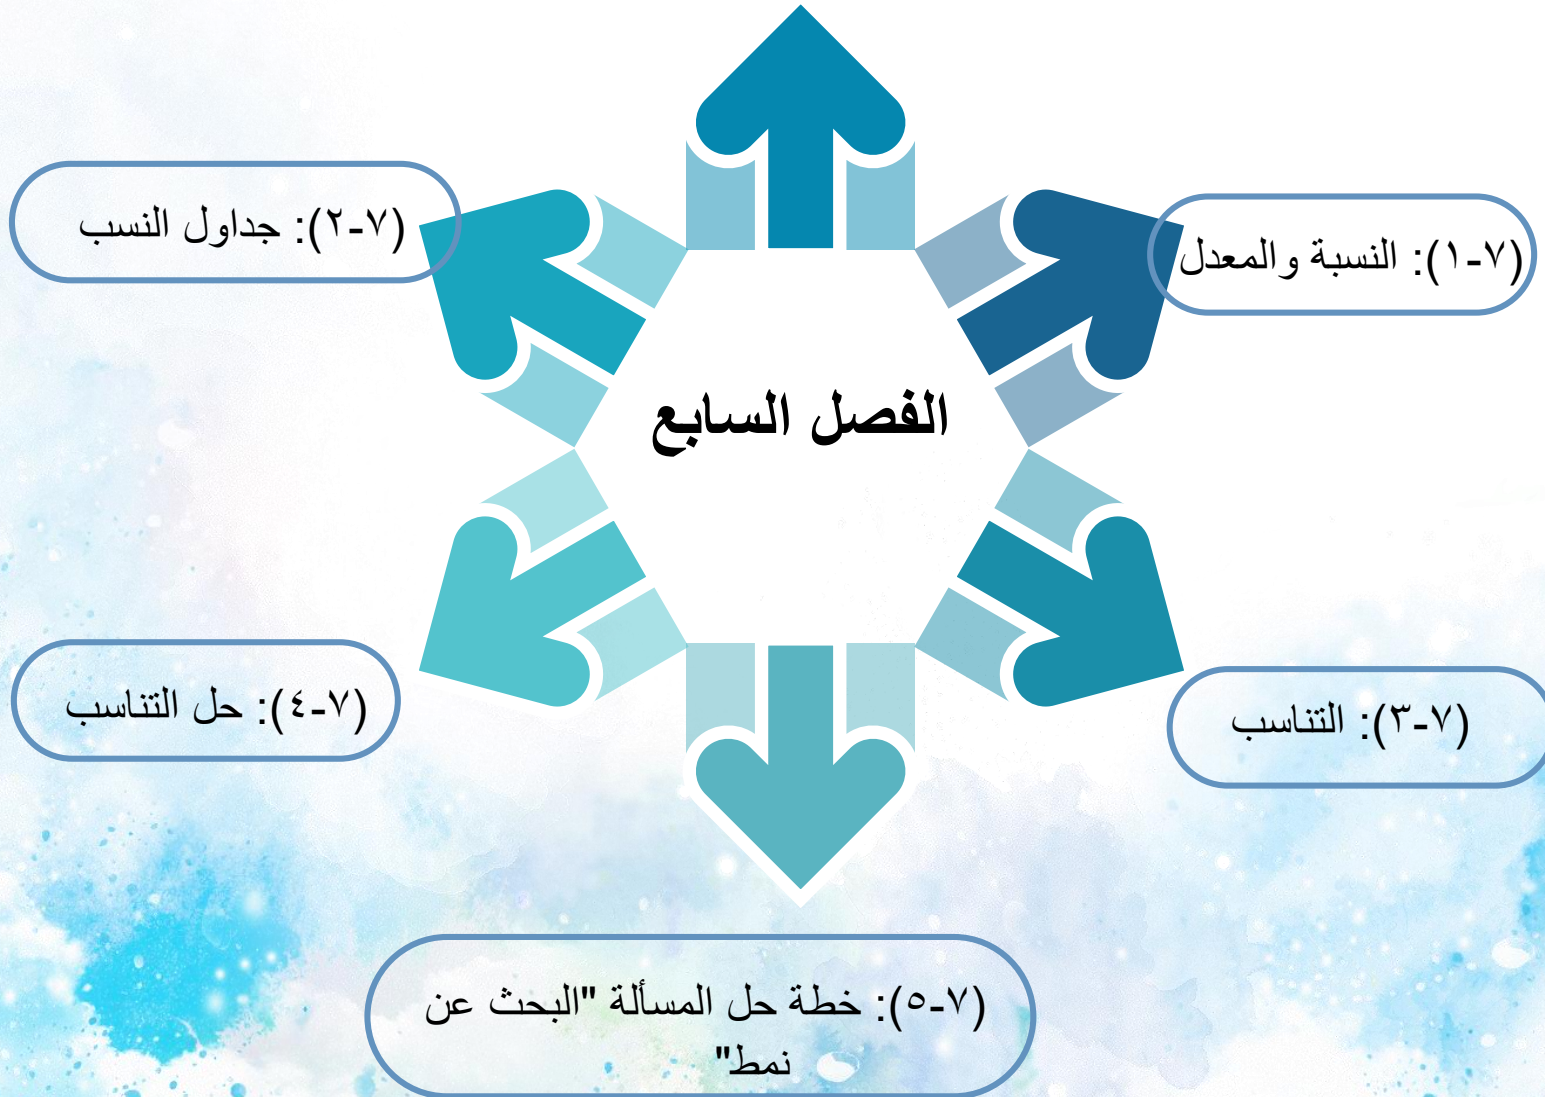 (٧-١): النسبة والمعدل
(٧-٢): جداول النسب
الفصل السابع
(٧-٣): التناسب
(٧-٤): حل التناسب
(٧-٥): خطة حل المسألة "البحث عن
نمط"